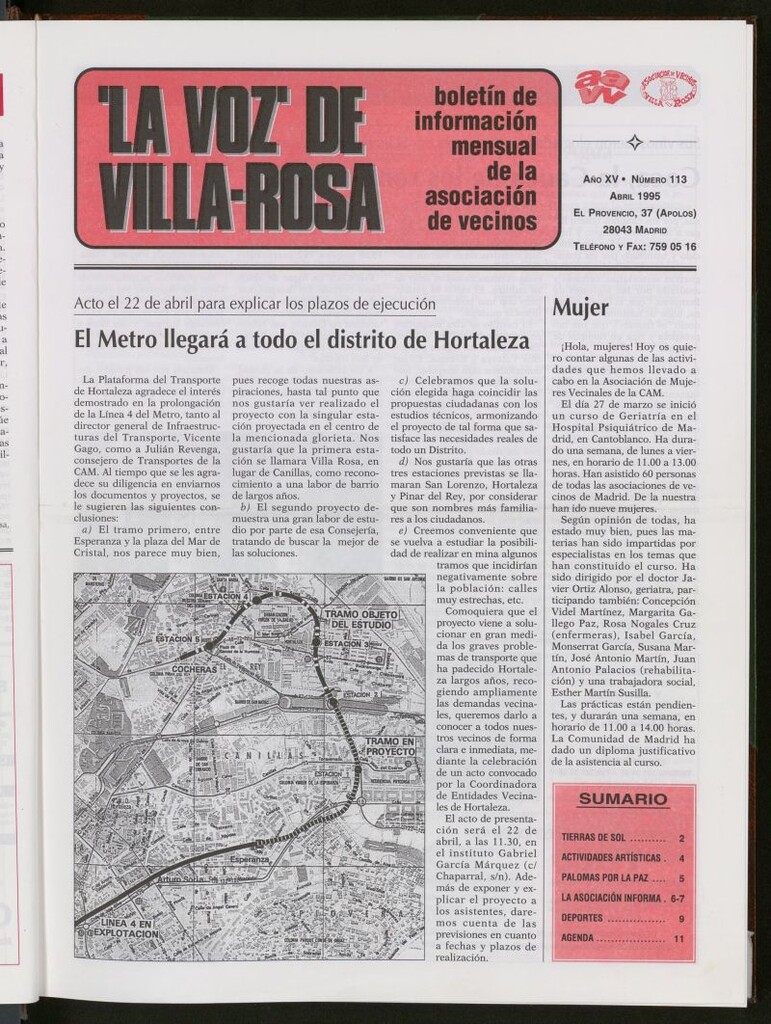 'LA VOZ' DE
VILLA-ROSA
boletín de
información
mensual
de la
asociación
de vecinos
aavv
ASOCIACION DE VECINOS
VILLA ROSA
AÑO XV • NÚMERO 113
ABRIL 1995
EL PROVENCIO, 37 (APOLOS)
28043 MADRID
TELÉFONO Y FAX: 759 05 16
Acto el 22 de abril para explicar los plazos de ejecución
El Metro llegará a todo el distrito de Hortaleza
La Plataforma del Transporte
de Hortaleza agradece el interés
demostrado en la prolongación
de la Línea 4 del Metro, tanto al
director general de Infraestruc-
turas del Transporte, Vicente
Gago, como a Julián Revenga,
consejero de Transportes de la
CAM. Al tiempo que se les agra-
dece su diligencia en enviarnos
los documentos y proyectos, se
le sugieren las siguientes con-
clusiones:
a) El tramo primero, entre
Esperanza y la plaza del Mar de
Cristal, nos parece muy bien,
pues recoge todas nuestras as-
piraciones, hasta tal punto que
nos gustaría ver realizado el
proyecto con la singular esta-
ción proyectada en el centro de
la mencionada glorieta. Nos
gustaría que la primera esta-
ción se llamara Villa Rosa, en
lugar de Canillas, como recono-
cimiento a una labor de barrio
de largos años.
b) El segundo proyecto de-
muestra una gran labor de estu-
dio por parte de esa Consejería,
tratando de buscar la mejor de
las soluciones.
c) Celebramos que la solu-
ción elegida haga coincidir las
propuestas ciudadanas con los
estudios técnicos, armonizando
el proyecto de tal forma que sa-
tisface las necesidades reales de
todo un Distrito.
d) Nos gustaría que las otras
tres estaciones previstas se lla-
maran San Lorenzo, Hortaleza
y Pinar del Rey, por considerar
que son nombres más familia-
res a los ciudadanos.
e) Creemos conveniente que
se vuelva a estudiar la posibili-
dad de realizar en mina algunos
tramos que incidirían
negativamente sobre
la población: calles
muy estrechas, etc.
Comoquiera que el
proyecto viene a solu-
cionar en gran medi-
da los graves proble-
mas de transporte que
ha padecido Hortale-
za largos años, reco-
giendo ampliamente
las demandas vecina-
les, queremos darlo a
conocer a todos nues-
tros vecinos de forma
clara e inmediata, me-
diante la celebración
de un acto convocado
por la Coordinadora
de Entidades Vecina-
les de Hortaleza.
El acto de presenta-
ción será el 22 de
abril, a las 11.30, en
el instituto Gabriel
García Márquez (c/
Chaparral, s/n). Ade-
más de exponer y ex-
plicar el proyecto a
los asistentes, dare-
mos cuenta de las
previsiones en cuanto
a fechas y plazos de
realización.
ESTACION 4
TRAMO OBJETO
DEL ESTUDIO
ESTACION 5
ESTACION 3
COCHERAS
ESTACION 2
TRAMO EN
PROYECTO
CANILLAS
ESTACION
Esperanza
Arturo Soria
LINEA 4 EN
EXPLOTACION
Mujer
¡Hola, mujeres! Hoy os quie-
ro contar algunas de las activi-
dades que hemos llevado a
cabo en la Asociación de Muje-
res Vecinales de la CAM.
El día 27 de marzo se inició
un curso de Geriatría en el
Hospital Psiquiátrico de Ma-
drid, en Cantoblanco. Ha dura-
do una semana, de lunes a vier-
nes, en horario de 11.00 a 13.00
horas. Han asistido 60 personas
de todas las asociaciones de ve-
cinos de Madrid. De la nuestra
han ido nueve mujeres.
Según opinión de todas, ha
estado muy bien, pues las ma-
terias han sido impartidas por
especialistas en los temas que
han constituido el curso. Ha
sido dirigido por el doctor Ja-
vier Ortiz Alonso, geriatra, par-
ticipando también: Concepción
Videl Martínez, Margarita Ga-
llego Paz, Rosa Nogales Cruz
(enfermeras), Isabel García,
Monserrat García, Susana Mar-
tín, José Antonio Martín, Juan
Antonio Palacios (rehabilita-
ción) y una trabajadora social,
Esther Martín Susilla.
Las prácticas están pendien-
tes, y durarán una semana, en
horario de 11.00 a 14.00 horas.
La Comunidad de Madrid ha
dado un diploma justificativo
de la asistencia al curso.
SUMARIO
TIERRAS DE SOL .......... 2
ACTIVIDADES ARTÍSTICAS . 4
PALOMAS POR LA PAZ .... 5
LA ASOCIACIÓN INFORMA . 6-7
DEPORTES ................ 9
AGENDA .................. 11